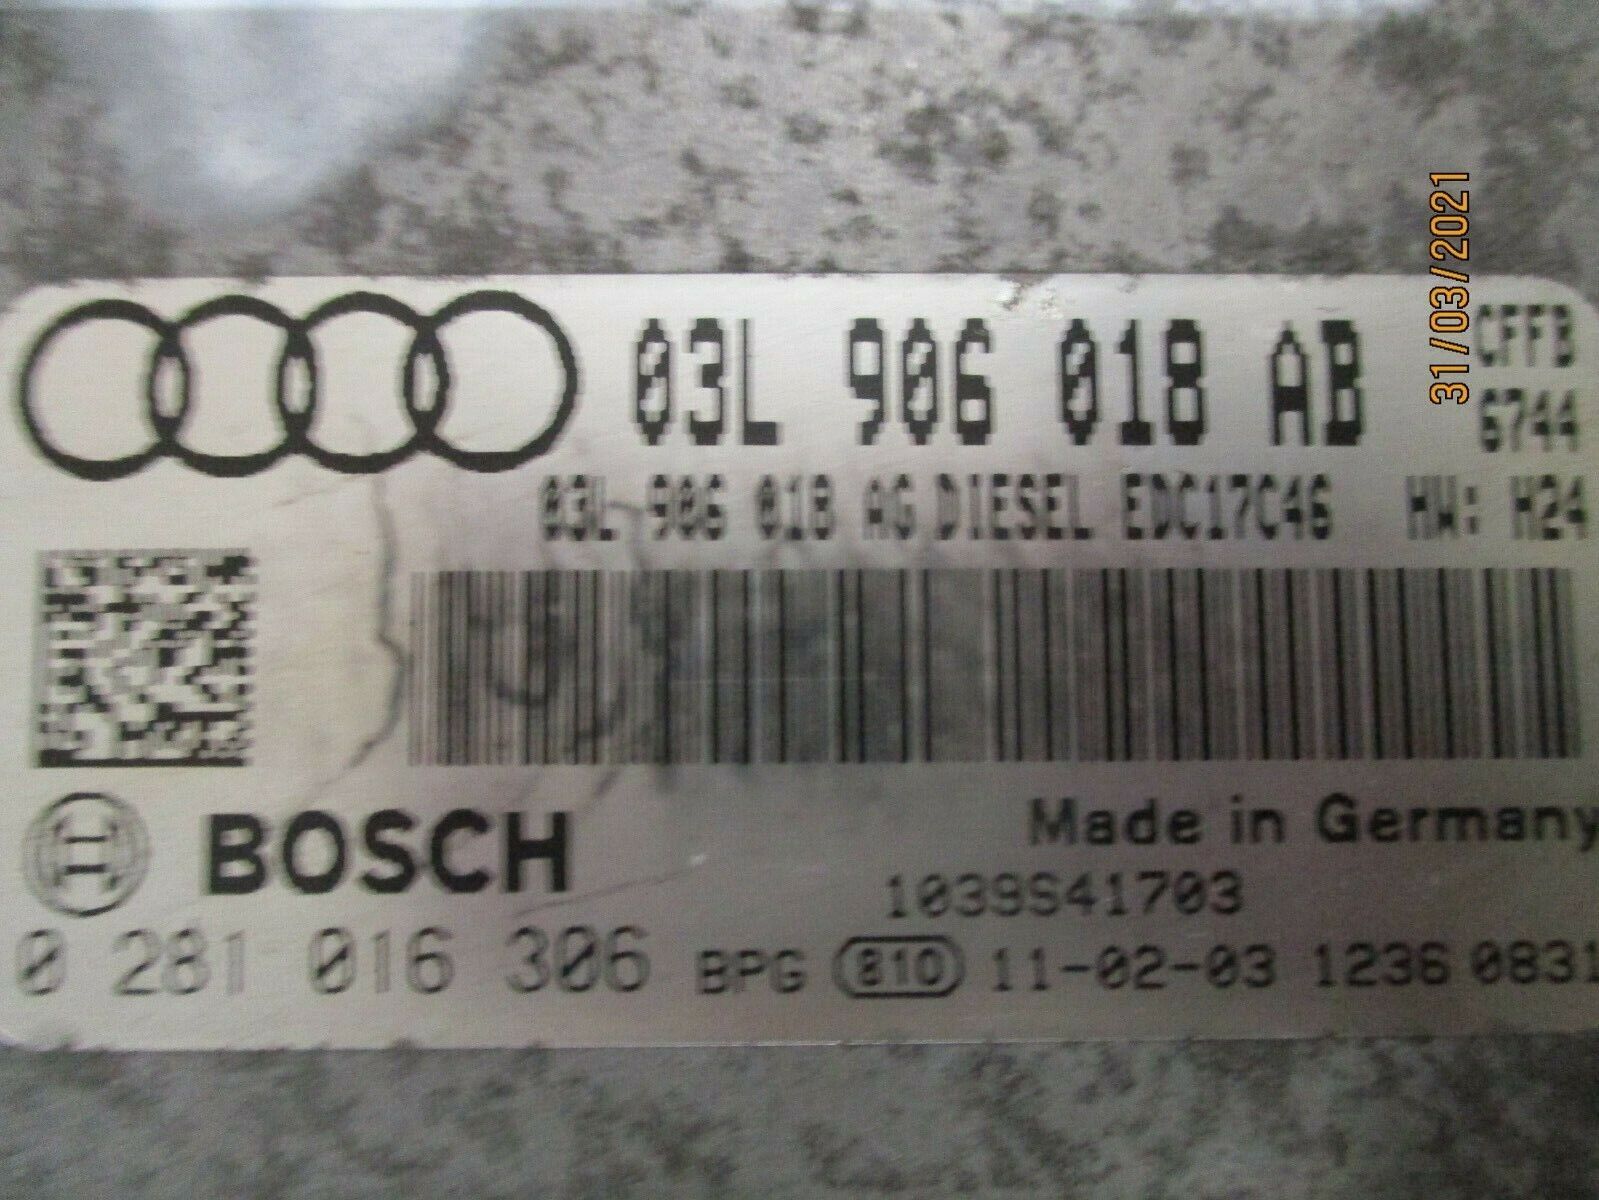 31/03/2021
03L 906 018 AB CFFB
6744
03L 906 018 AG DIESEL EDC17C46 HW: H24
BOSCH
Made in Germany
1039S41703
0 281 016 306 BPG 810 11-02-03 1236 0831